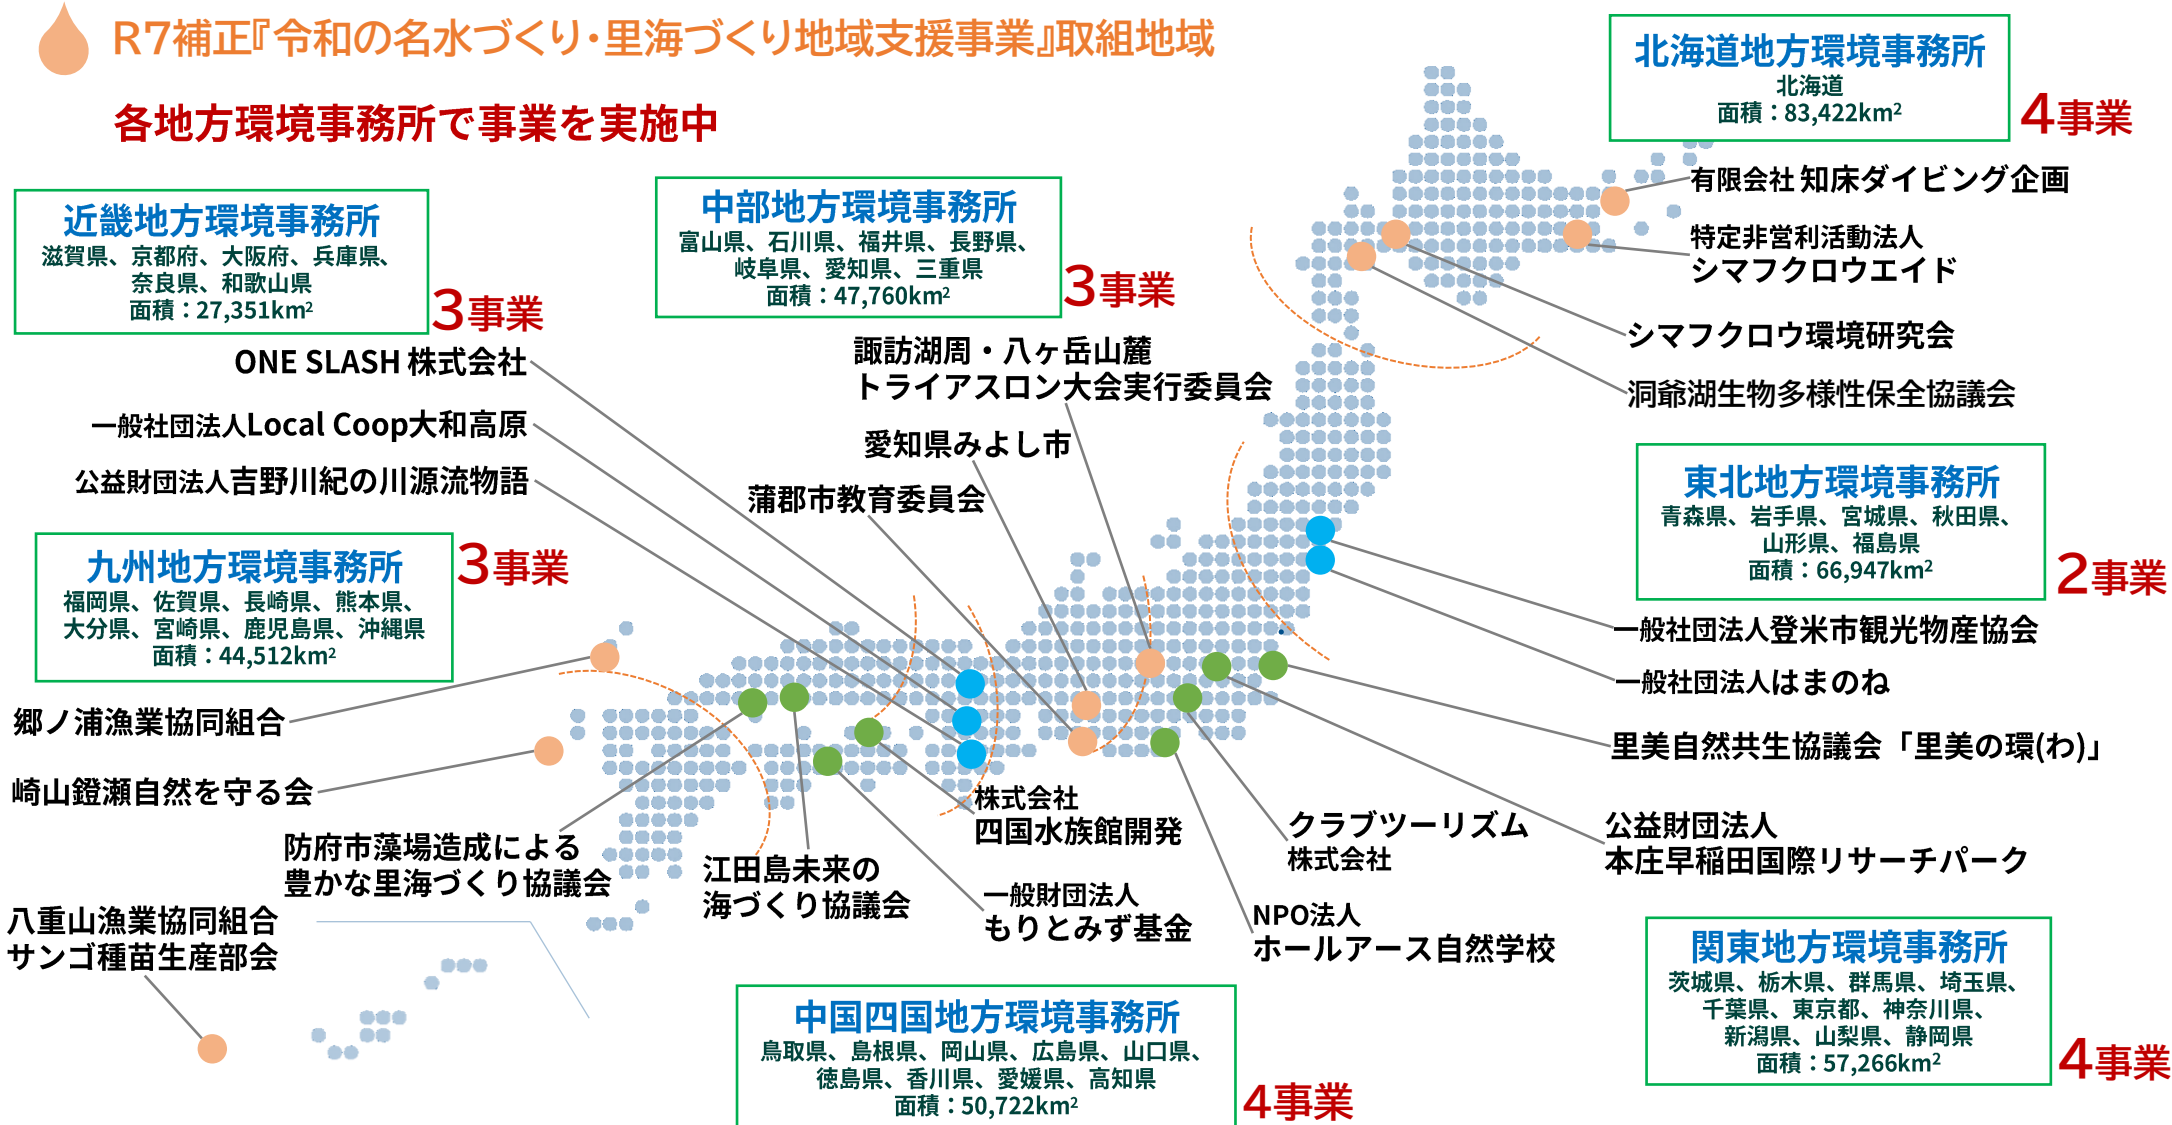 R7補正『令和の名水づくり・里海づくり地域支援事業』取組地域
各地方環境事務所で事業を実施中
北海道地方環境事務所
北海道
面積：83,422km²
4事業
有限会社 知床ダイビング企画
特定非営利活動法人
シマフクロウエイド
シマフクロウ環境研究会
洞爺湖生物多様性保全協議会
近畿地方環境事務所
滋賀県、京都府、大阪府、兵庫県、
奈良県、和歌山県
面積：27,351km²
3事業
ONE SLASH 株式会社
一般社団法人Local Coop大和高原
公益財団法人吉野川紀の川源流物語
中部地方環境事務所
富山県、石川県、福井県、長野県、
岐阜県、愛知県、三重県
面積：47,760km²
3事業
諏訪湖周・八ヶ岳山麓
トライアスロン大会実行委員会
愛知県みよし市
蒲郡市教育委員会
東北地方環境事務所
青森県、岩手県、宮城県、秋田県、
山形県、福島県
面積：66,947km²
2事業
一般社団法人登米市観光物産協会
一般社団法人はまのね
九州地方環境事務所
福岡県、佐賀県、長崎県、熊本県、
大分県、宮崎県、鹿児島県、沖縄県
面積：44,512km²
3事業
郷ノ浦漁業協同組合
崎山鐙瀬自然を守る会
八重山漁業協同組合
サンゴ種苗生産部会
防府市藻場造成による
豊かな里海づくり協議会
江田島未来の
海づくり協議会
株式会社
四国水族館開発
一般財団法人
もりとみず基金
中国四国地方環境事務所
鳥取県、島根県、岡山県、広島県、山口県、
徳島県、香川県、愛媛県、高知県
面積：50,722km²
4事業
里美自然共生協議会「里美の環(わ)」
公益財団法人
本庄早稲田国際リサーチパーク
クラブツーリズム
株式会社
NPO法人
ホールアース自然学校
関東地方環境事務所
茨城県、栃木県、群馬県、埼玉県、
千葉県、東京都、神奈川県、
新潟県、山梨県、静岡県
面積：57,266km²
4事業